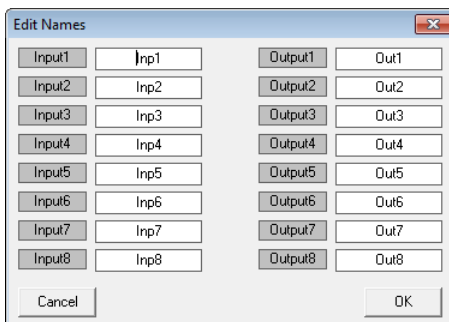 Edit Names
Input1 Inp1 Output1 Out1
Input2 Inp2 Output2 Out2
Input3 Inp3 Output3 Out3
Input4 Inp4 Output4 Out4
Input5 Inp5 Output5 Out5
Input6 Inp6 Output6 Out6
Input7 Inp7 Output7 Out7
Input8 Inp8 Output8 Out8
Cancel OK